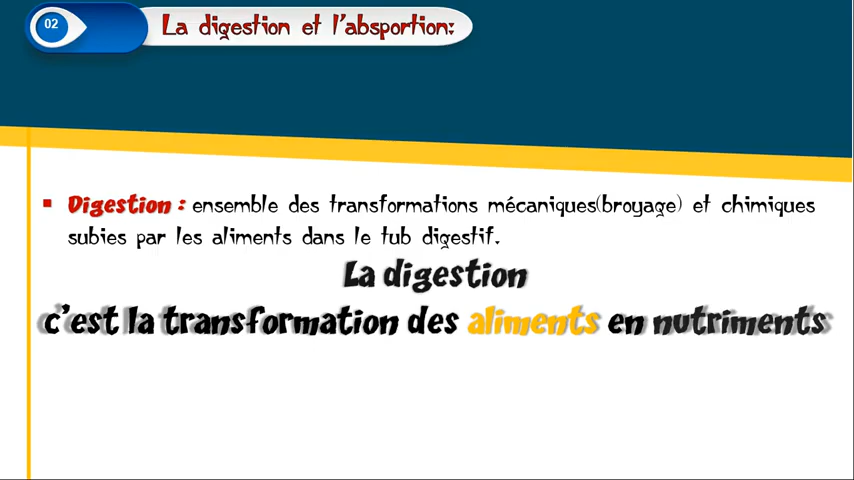 02
La digestion et l'absportion:
▪ Digestion : ensemble des transformations mécaniques(broyage) et chimiques
subies par les aliments dans le tub digestif.
La digestion
c'est la transformation des aliments en nutriments